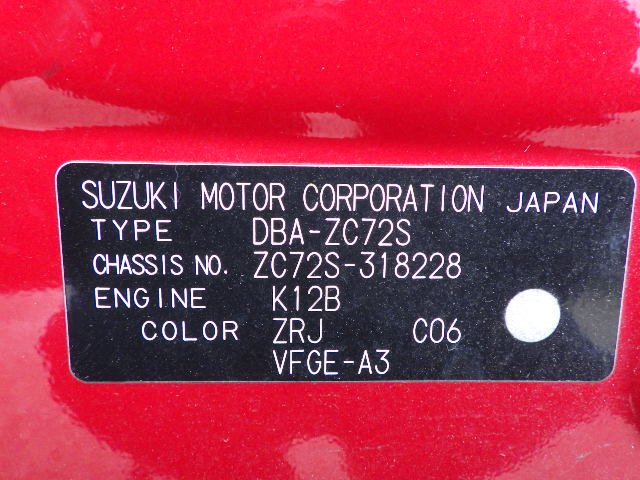 SUZUKI MOTOR CORPORATION JAPAN
TYPE DBA-ZC72S
CHASSIS NO. ZC72S-318228
ENGINE K12B
COLOR ZRJ C06
VFGE-A3